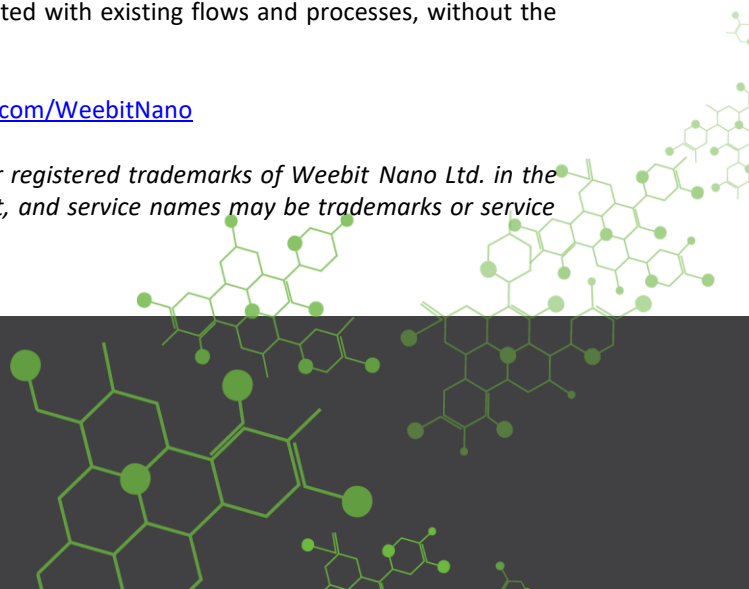 ted with existing flows and processes, without the
com/WeebitNano
r registered trademarks of Weebit Nano Ltd. in the
t, and service names may be trademarks or service